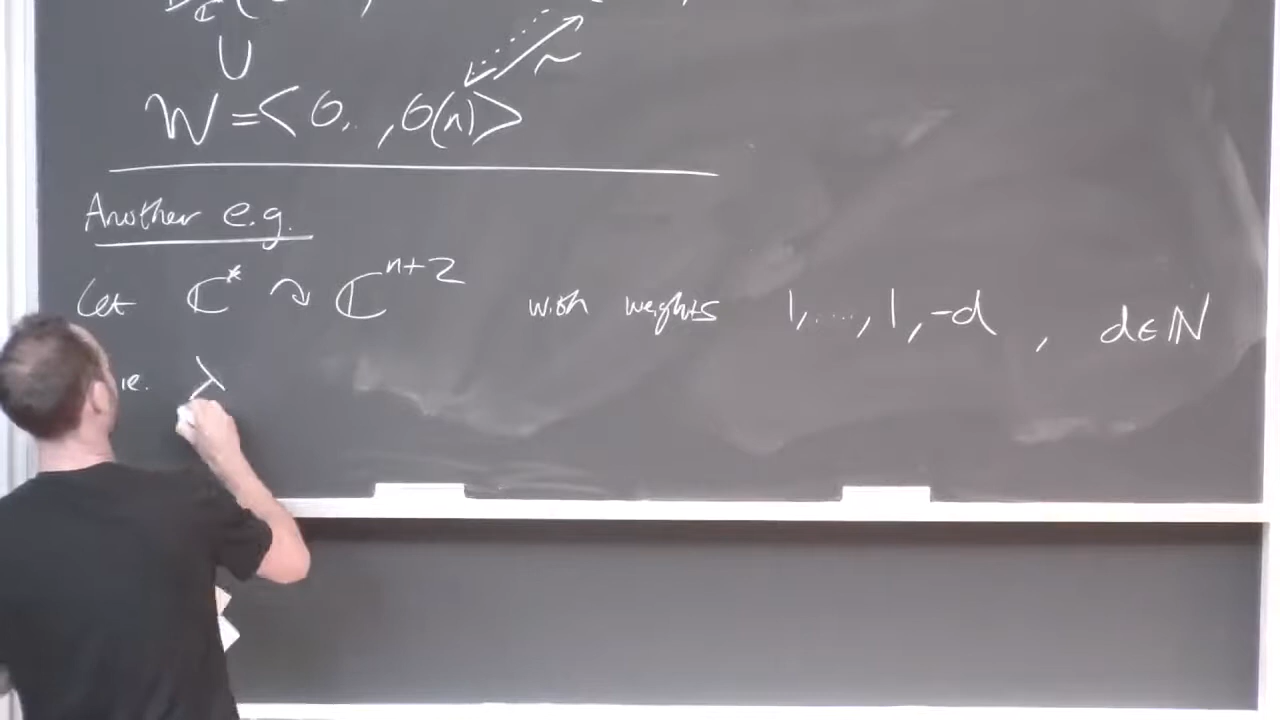 ∪
W = <O,..,O(n)>
∼
Another e.g.
Let ℂ* ↷ ℂ^{n+2} with weights 1,....,1,-d , d∈ℕ
ie. λ